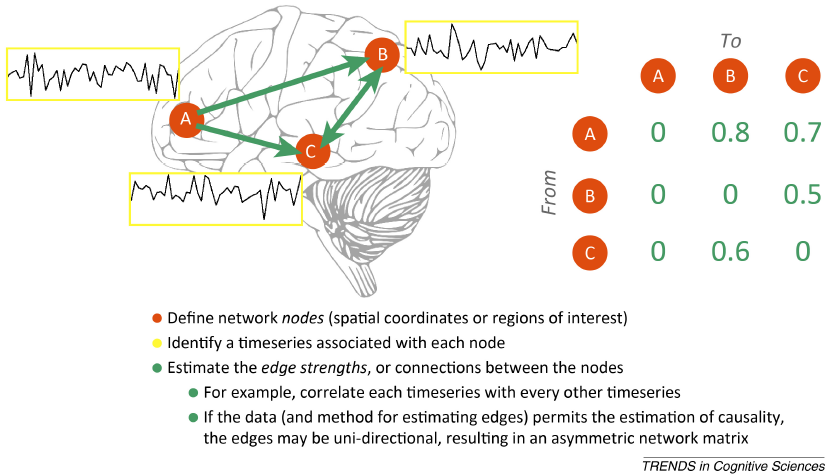 B
A
C
To
A B C
From
A 0 0.8 0.7
B 0 0 0.5
C 0 0.6 0
Define network nodes (spatial coordinates or regions of interest)
Identify a timeseries associated with each node
Estimate the edge strengths, or connections between the nodes
For example, correlate each timeseries with every other timeseries
If the data (and method for estimating edges) permits the estimation of causality,
the edges may be uni-directional, resulting in an asymmetric network matrix
TRENDS in Cognitive Sciences